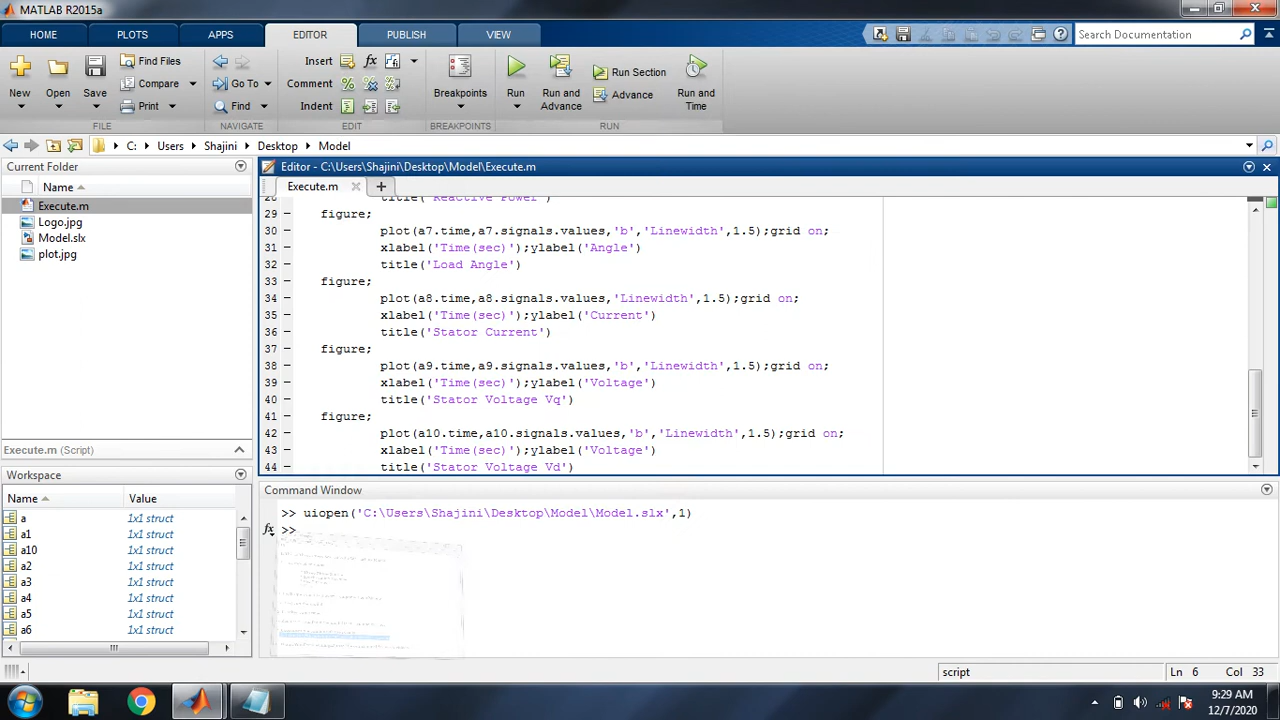 MATLAB R2015a
HOME PLOTS APPS EDITOR PUBLISH VIEW
Search Documentation
New Open Save
Find Files
Compare
Print
Go To
Find
Insert fx
Comment
Indent
Breakpoints
Run
Run and Advance
Run Section
Advance
Run and Time
FILE NAVIGATE EDIT BREAKPOINTS RUN
C: Users Shajini Desktop Model
Current Folder
Name
Execute.m
Logo.jpg
Model.slx
plot.jpg
Execute.m (Script)
Workspace
Name Value
a 1x1 struct
a1 1x1 struct
a10 1x1 struct
a2 1x1 struct
a3 1x1 struct
a4 1x1 struct
a5 1x1 struct
a6 1x1 struct
Editor - C:\Users\Shajini\Desktop\Model\Execute.m
Execute.m
28 title('Reactive Power')
29 figure;
30 plot(a7.time,a7.signals.values,'b','Linewidth',1.5);grid on;
31 xlabel('Time(sec)');ylabel('Angle')
32 title('Load Angle')
33 figure;
34 plot(a8.time,a8.signals.values,'Linewidth',1.5);grid on;
35 xlabel('Time(sec)');ylabel('Current')
36 title('Stator Current')
37 figure;
38 plot(a9.time,a9.signals.values,'b','Linewidth',1.5);grid on;
39 xlabel('Time(sec)');ylabel('Voltage')
40 title('Stator Voltage Vq')
41 figure;
42 plot(a10.time,a10.signals.values,'b','Linewidth',1.5);grid on;
43 xlabel('Time(sec)');ylabel('Voltage')
44 title('Stator Voltage Vd')
Command Window
>> uiopen('C:\Users\Shajini\Desktop\Model\Model.slx',1)
fx >>
script Ln 6 Col 33
9:29 AM
12/7/2020